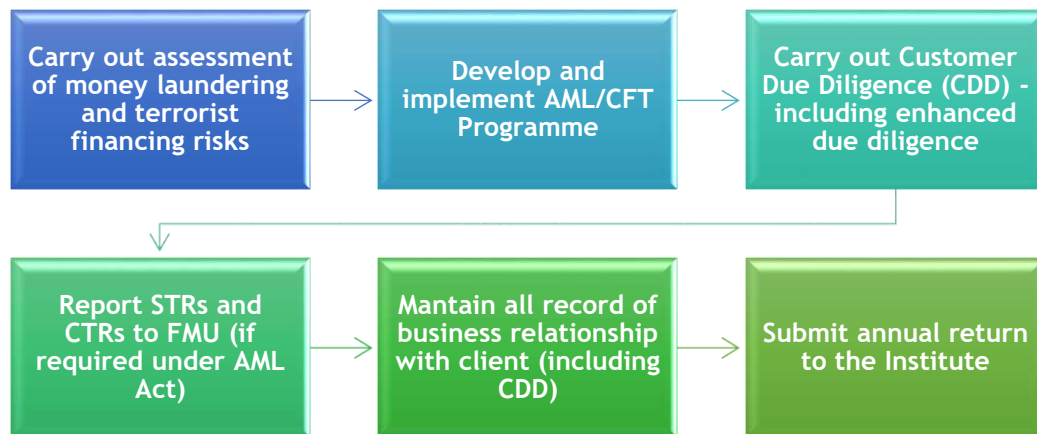 Carry out assessment
of money laundering
and terrorist
financing risks
Develop and
implement AML/CFT
Programme
Carry out Customer
Due Diligence (CDD) -
including enhanced
due diligence
Report STRs and
CTRs to FMU (if
required under AML
Act)
Mantain all record of
business relationship
with client (including
CDD)
Submit annual return
to the Institute